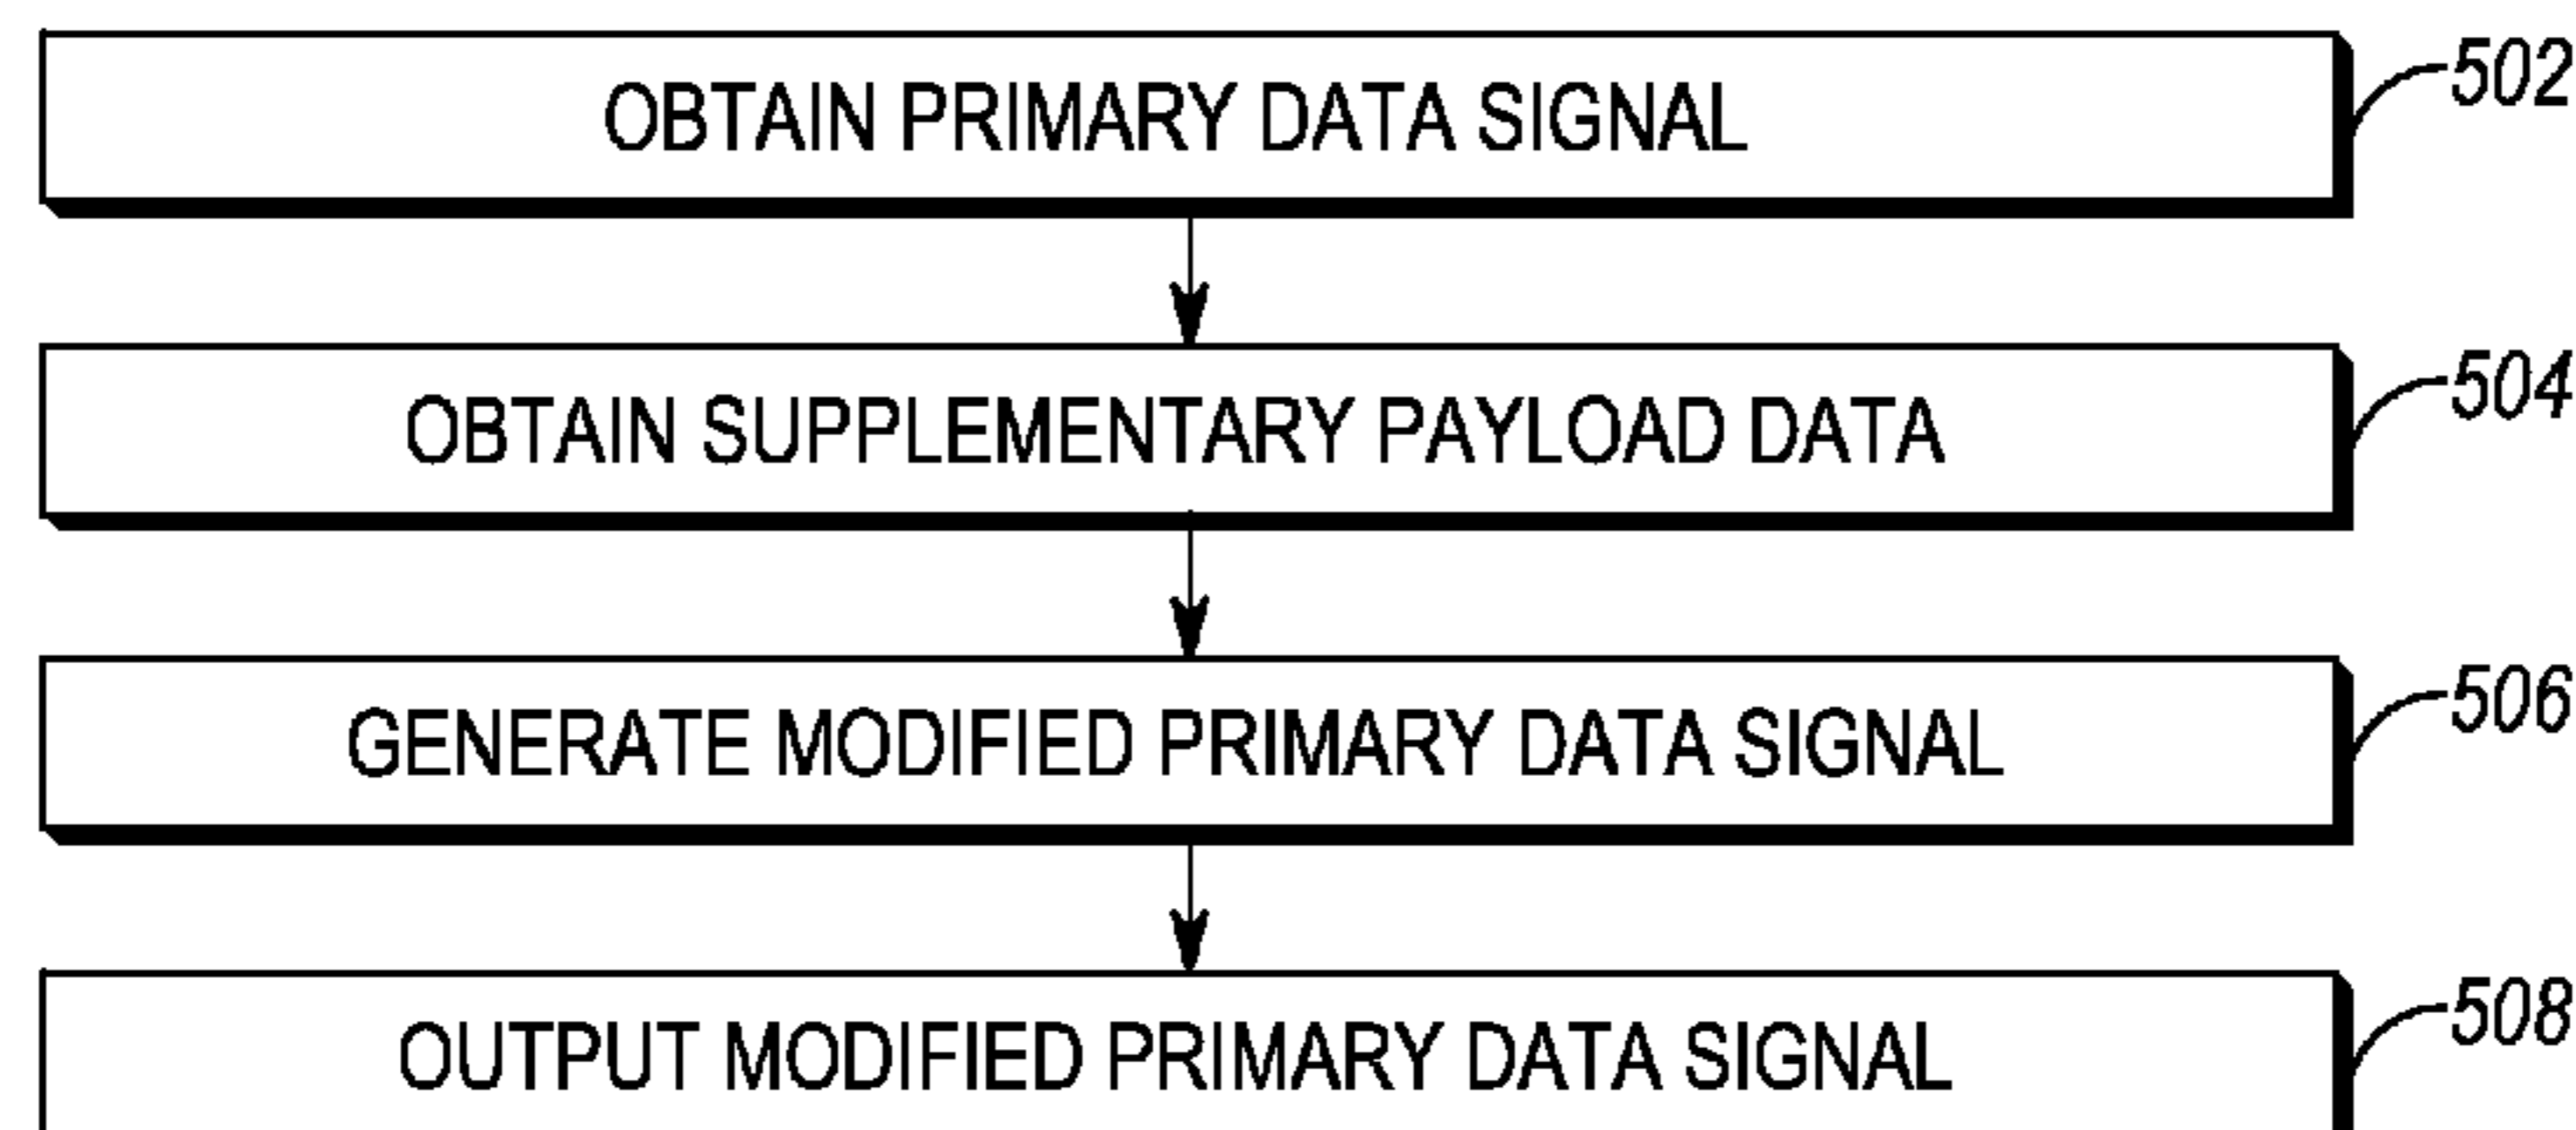 OBTAIN PRIMARY DATA SIGNAL 502
OBTAIN SUPPLEMENTARY PAYLOAD DATA 504
GENERATE MODIFIED PRIMARY DATA SIGNAL 506
OUTPUT MODIFIED PRIMARY DATA SIGNAL 508